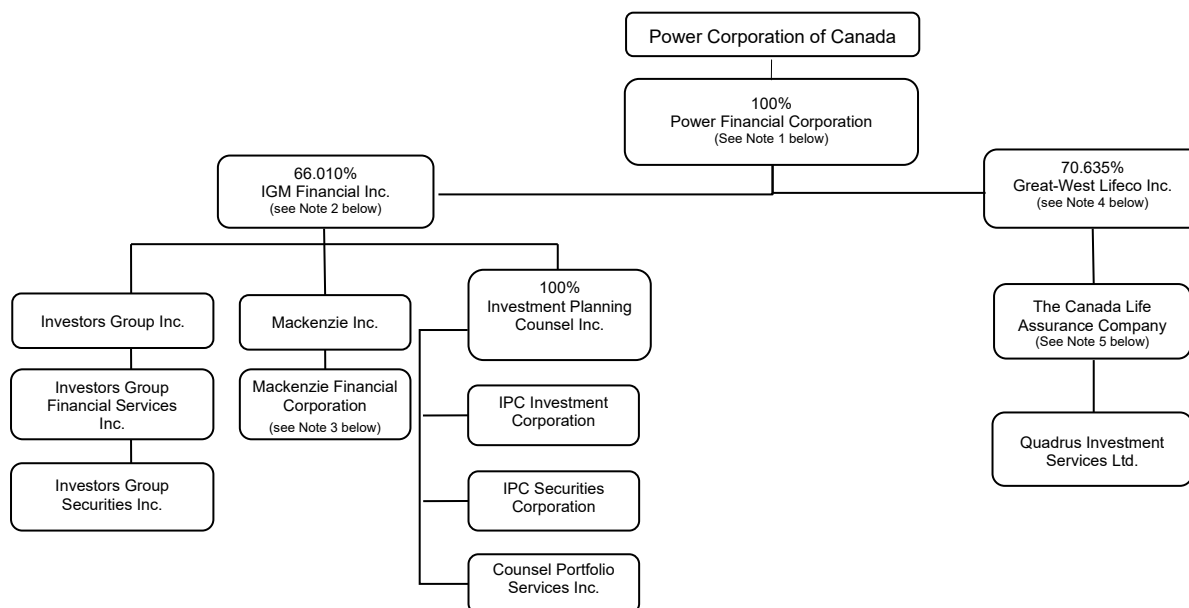 Power Corporation of Canada
100%
Power Financial Corporation
(See Note 1 below)
66.010%
IGM Financial Inc.
(see Note 2 below)
70.635%
Great-West Lifeco Inc.
(see Note 4 below)
Investors Group Inc.
Mackenzie Inc.
100%
Investment Planning
Counsel Inc.
The Canada Life
Assurance Company
(See Note 5 below)
Investors Group
Financial Services
Inc.
Mackenzie Financial
Corporation
(see Note 3 below)
IPC Investment
Corporation
Quadrus Investment
Services Ltd.
Investors Group
Securities Inc.
IPC Securities
Corporation
Counsel Portfolio
Services Inc.